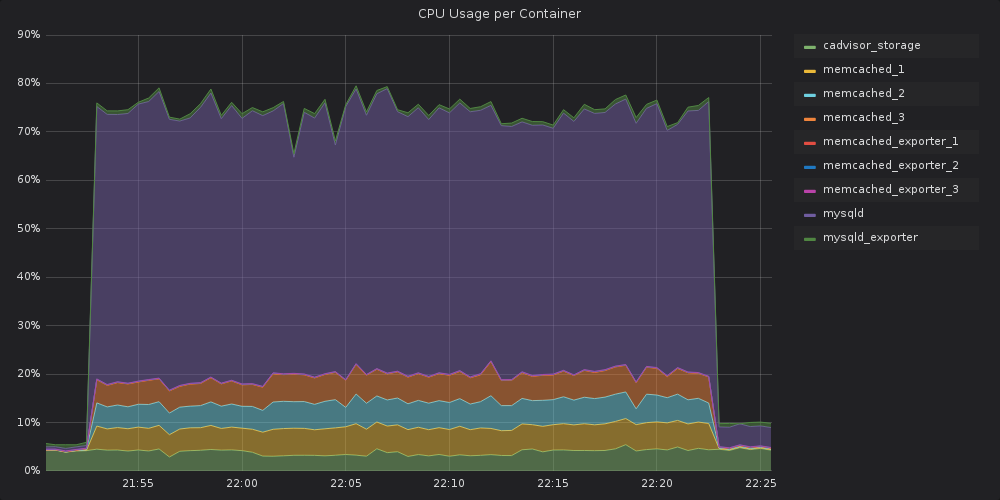 CPU Usage per Container
90%
80%
70%
60%
50%
40%
30%
20%
10%
0%
21:55 22:00 22:05 22:10 22:15 22:20 22:25
cadvisor_storage
memcached_1
memcached_2
memcached_3
memcached_exporter_1
memcached_exporter_2
memcached_exporter_3
mysqld
mysqld_exporter